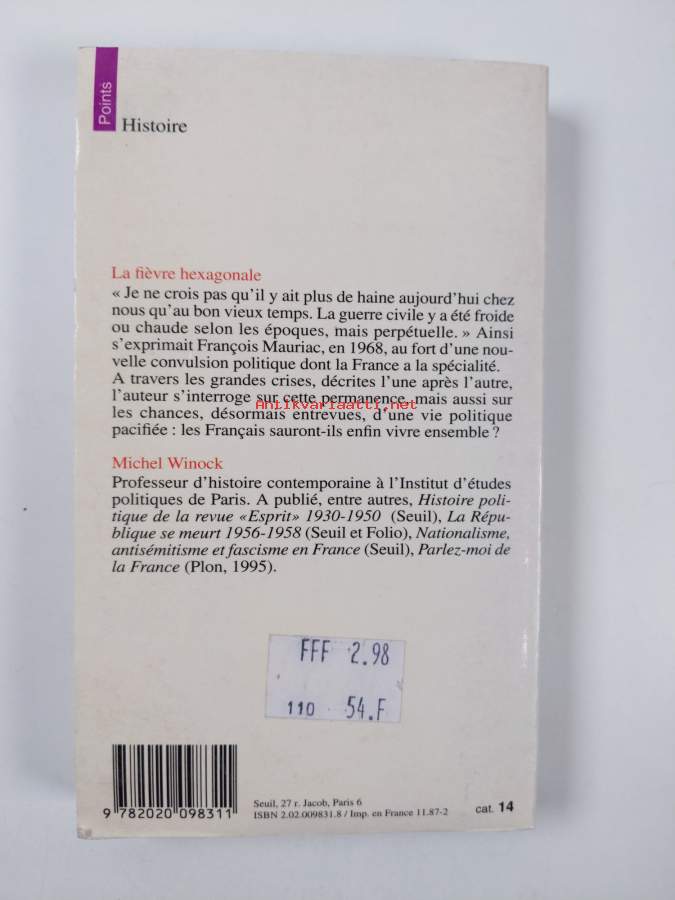 Points
Histoire
La fièvre hexagonale
« Je ne crois pas qu'il y ait plus de haine aujourd'hui chez
nous qu'au bon vieux temps. La guerre civile y a été froide
ou chaude selon les époques, mais perpétuelle. » Ainsi
s'exprimait François Mauriac, en 1968, au fort d'une nou-
velle convulsion politique dont la France a la spécialité.
A travers les grandes crises, décrites l'une après l'autre,
l'auteur s'interroge sur cette permanence, mais aussi sur
Antikvariaatti.net
les chances, désormais entrevues, d'une vie politique
pacifiée : les Français sauront-ils enfin vivre ensemble ?
Michel Winock
Professeur d'histoire contemporaine à l'Institut d'études
politiques de Paris. A publié, entre autres, Histoire poli-
tique de la revue «Esprit» 1930-1950 (Seuil), La Répu-
blique se meurt 1956-1958 (Seuil et Folio), Nationalisme,
antisémitisme et fascisme en France (Seuil), Parlez-moi de
la France (Plon, 1995).
FFF 2.98
110 54.F
9 782020 098311
Seuil, 27 r. Jacob, Paris 6
ISBN 2.02.009831.8 / Imp. en France 11.87-2
cat. 14